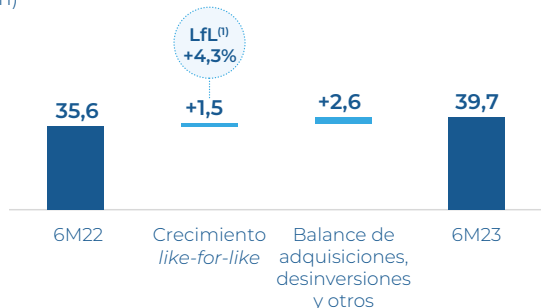 LfL(1)
+4,3%
35,6
+1,5
+2,6
39,7
6M22
Crecimiento
like-for-like
Balance de
adquisiciones,
desinversiones
y otros
6M23